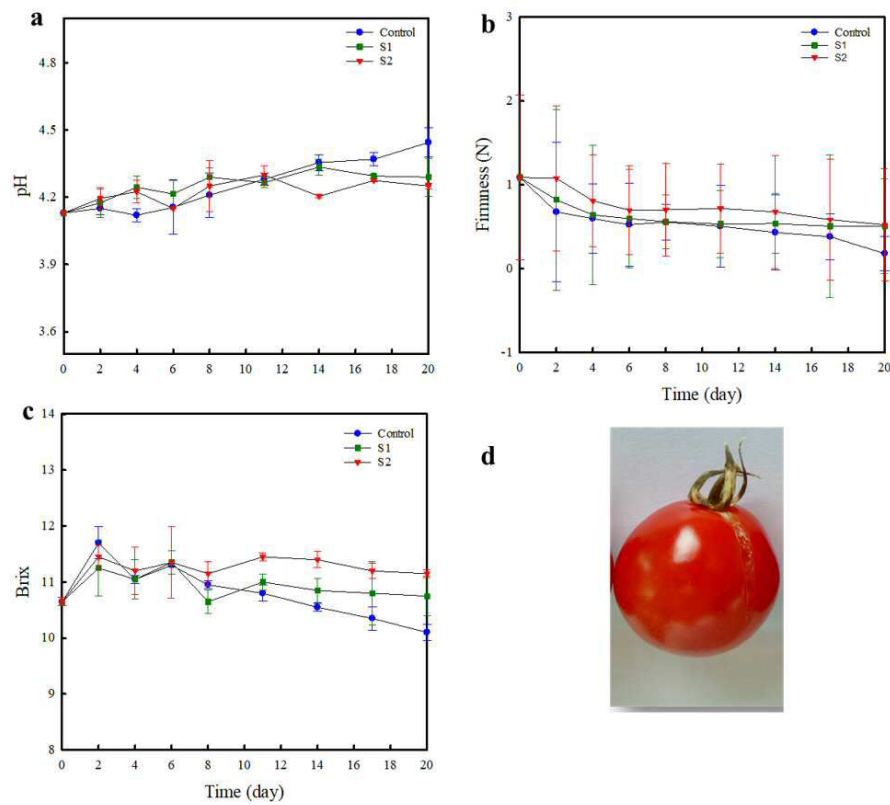 a
Control
S1
S2
4.8
4.5
4.2
3.9
3.6
pH
0 2 4 6 8 10 12 14 16 18 20
b
Control
S1
S2
3
2
1
0
-1
Firmness (N)
0 2 4 6 8 10 12 14 16 18 20
Time (day)
c
Control
S1
S2
14
13
12
11
10
9
8
Brix
0 2 4 6 8 10 12 14 16 18 20
Time (day)
d